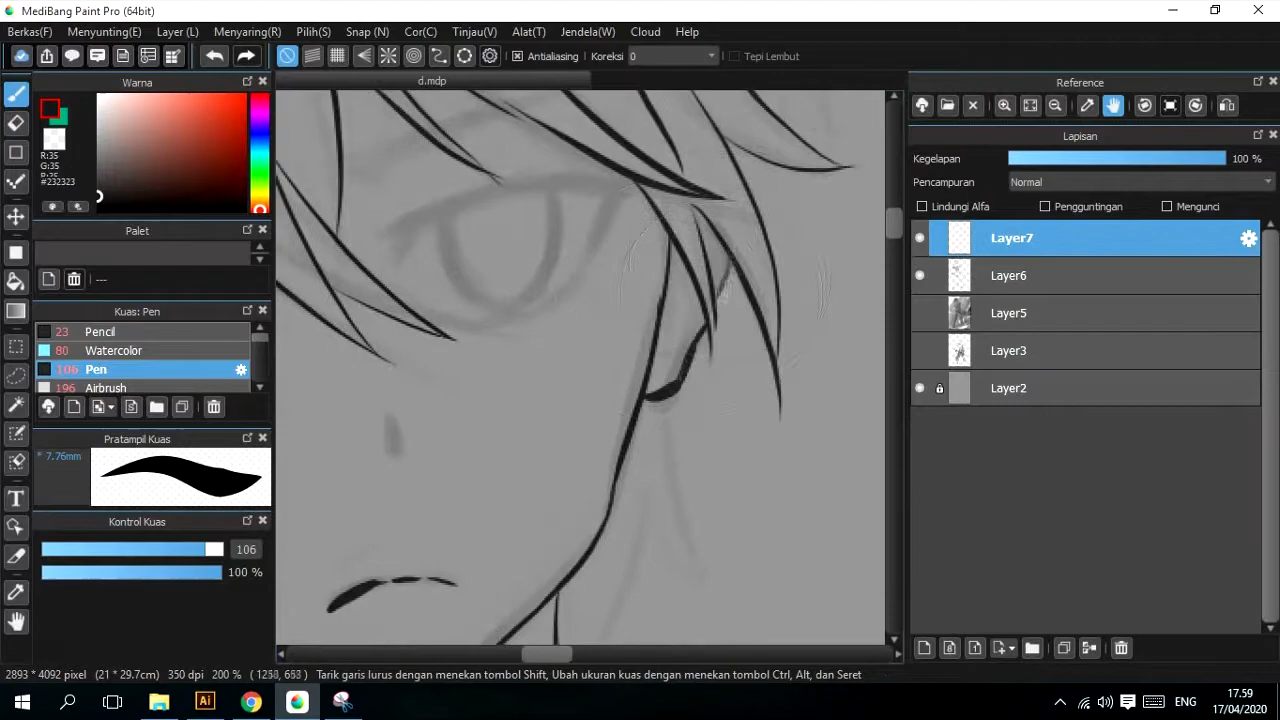 MediBang Paint Pro (64bit)
Berkas(F) Menyunting(E) Layer (L) Menyaring(R) Pilih(S) Snap (N) Cor(C) Tinjau(V) Alat(T) Jendela(W) Cloud Help
Antialiasing Koreksi 0 Tepi Lembut
Warna
d.mdp
Reference
R:35
G:35
B:35
#232323
Palet
---
Kuas: Pen
23 Pencil
80 Watercolor
106 Pen
196 Airbrush
Pratampil Kuas
* 7.76mm
Kontrol Kuas
106
100 %
Lapisan
Kegelapan 100 %
Pencampuran Normal
Lindungi Alfa Pengguntingan Mengunci
Layer7
Layer6
Layer5
Layer3
Layer2
2893 * 4092 pixel (21 * 29.7cm) 350 dpi 200 % Tarik garis lurus dengan menekan tombol Shift, Ubah ukuran kuas dengan menekan tombol Ctrl, Alt, dan Seret
Ai
ENG
17.59
17/04/2020